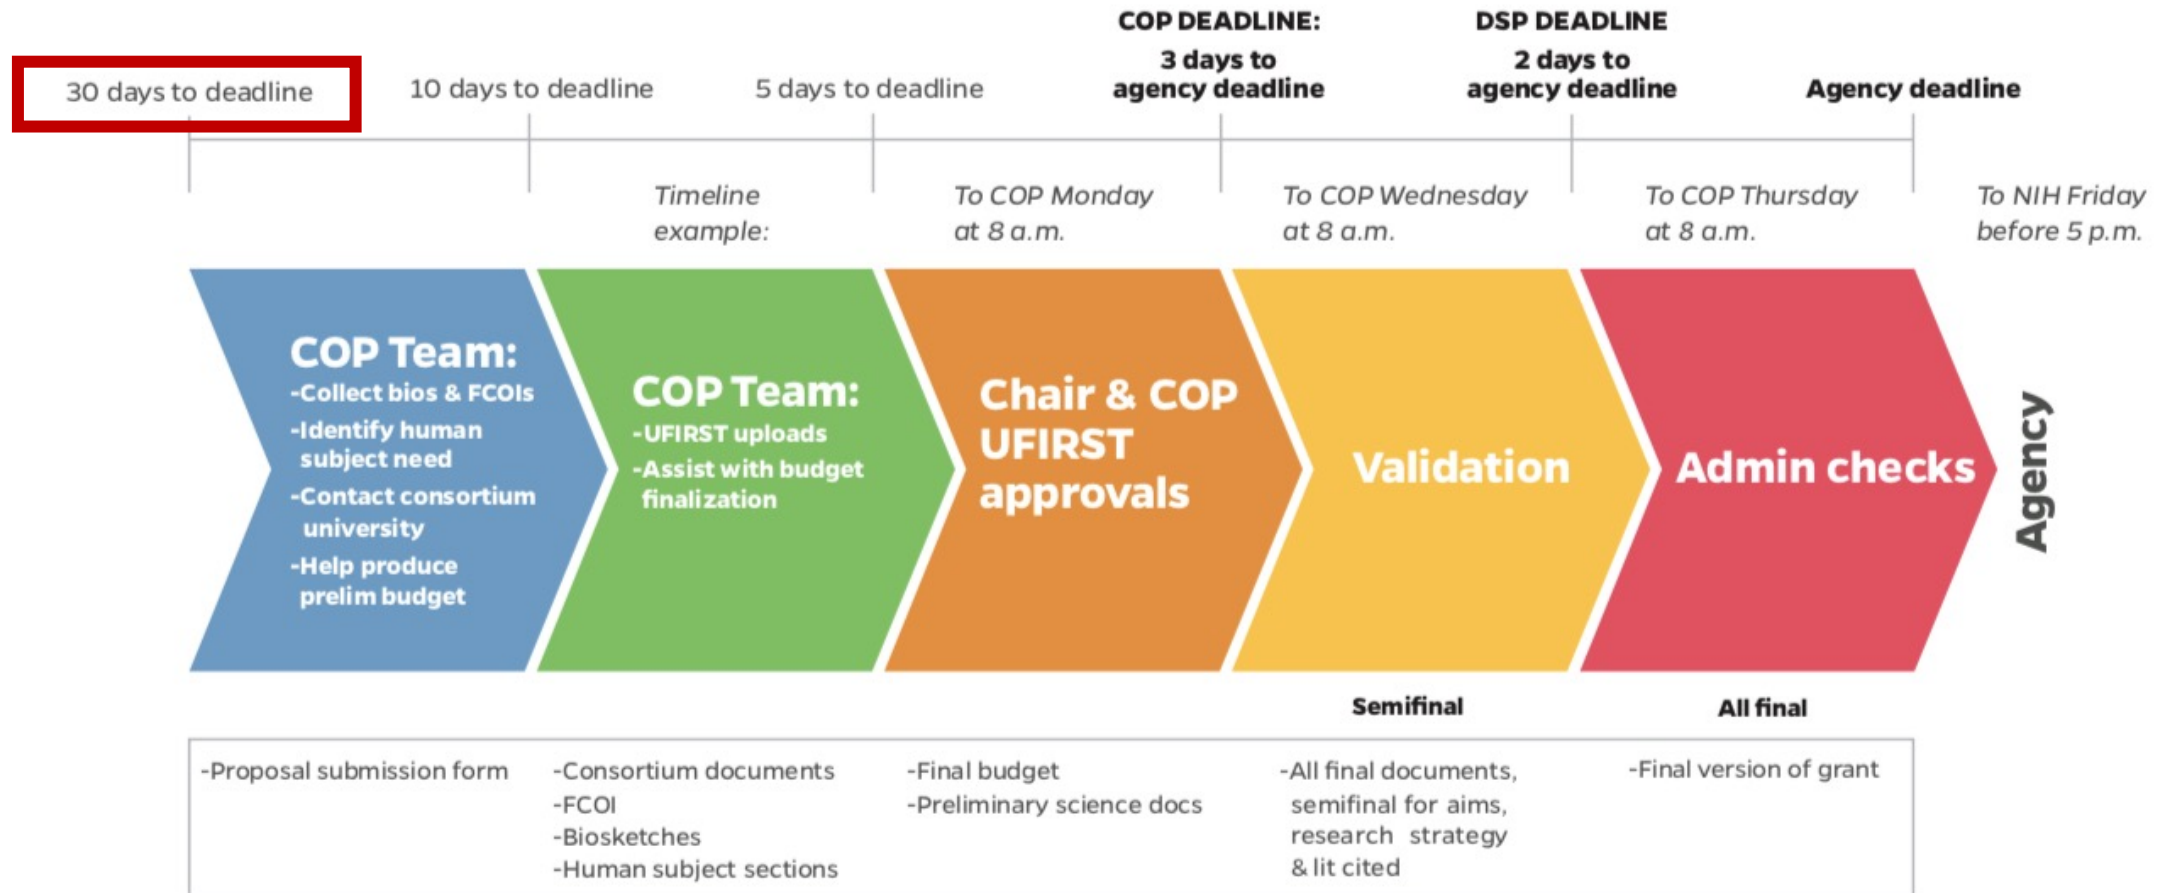 COP DEADLINE:
DSP DEADLINE
30 days to deadline
10 days to deadline
5 days to deadline
3 days to
agency deadline
2 days to
agency deadline
Agency deadline
Timeline
example:
To COP Monday
at 8 a.m.
To COP Wednesday
at 8 a.m.
To COP Thursday
at 8 a.m.
To NIH Friday
before 5 p.m.
COP Team:
-Collect bios & FCOIs
-Identify human
subject need
-Contact consortium
university
-Help produce
prelim budget
COP Team:
-UFIRST uploads
-Assist with budget
finalization
Chair & COP
UFIRST
approvals
Validation
Admin checks
Agency
Semifinal
All final
-Proposal submission form
-Consortium documents
-FCOI
-Biosketches
-Human subject sections
-Final budget
-Preliminary science docs
-All final documents,
semifinal for aims,
research strategy
& lit cited
-Final version of grant